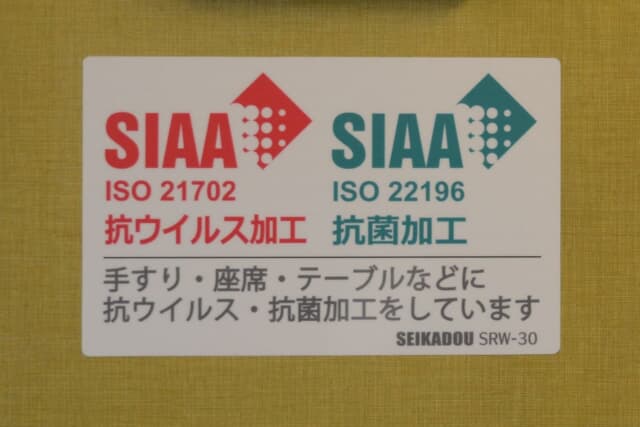 SIAA SIAA
ISO 21702 ISO 22196
抗ウイルス加工 抗菌加工
手すり・座席・テーブルなどに
抗ウイルス・抗菌加工をしています
SEIKADOU SRW-30